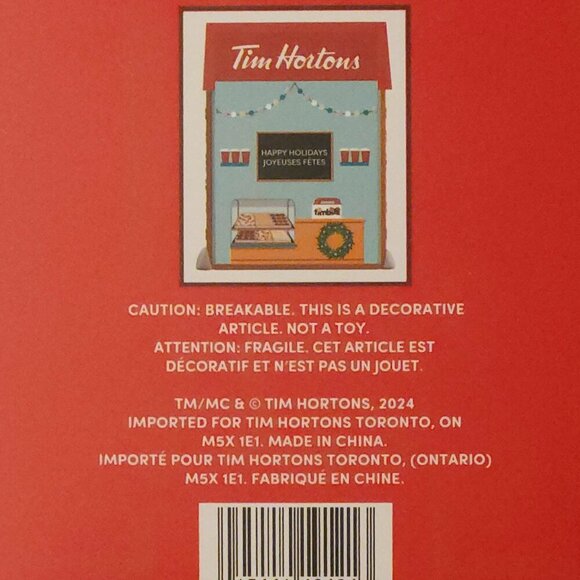 Tim Hortons
HAPPY HOLIDAYS
JOYEUSES FÊTES
timbits
CAUTION: BREAKABLE. THIS IS A DECORATIVE
ARTICLE. NOT A TOY.
ATTENTION: FRAGILE. CET ARTICLE EST
DÉCORATIF ET N'EST PAS UN JOUET.
TM/MC & © TIM HORTONS, 2024
IMPORTED FOR TIM HORTONS TORONTO, ON
M5X 1E1. MADE IN CHINA.
IMPORTÉ POUR TIM HORTONS TORONTO, (ONTARIO)
M5X 1E1. FABRIQUÉ EN CHINE.